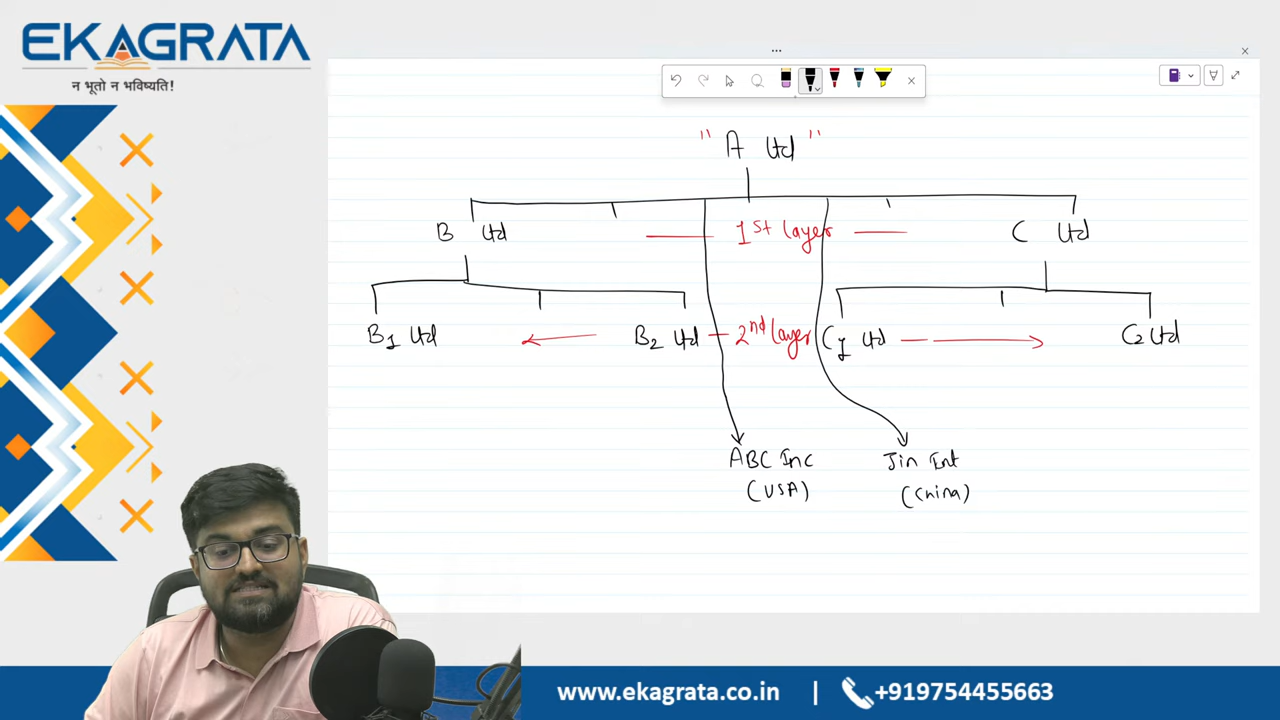 EKAGRATA
न भूतो न भविष्यति!
" A Ltd "
B Ltd
1st layer
C Ltd
B1 Ltd
B2 Ltd
2nd layer
C1 Ltd
C2 Ltd
ABC Inc
(USA)
Jin Ent
(China)
www.ekagrata.co.in | +919754455663